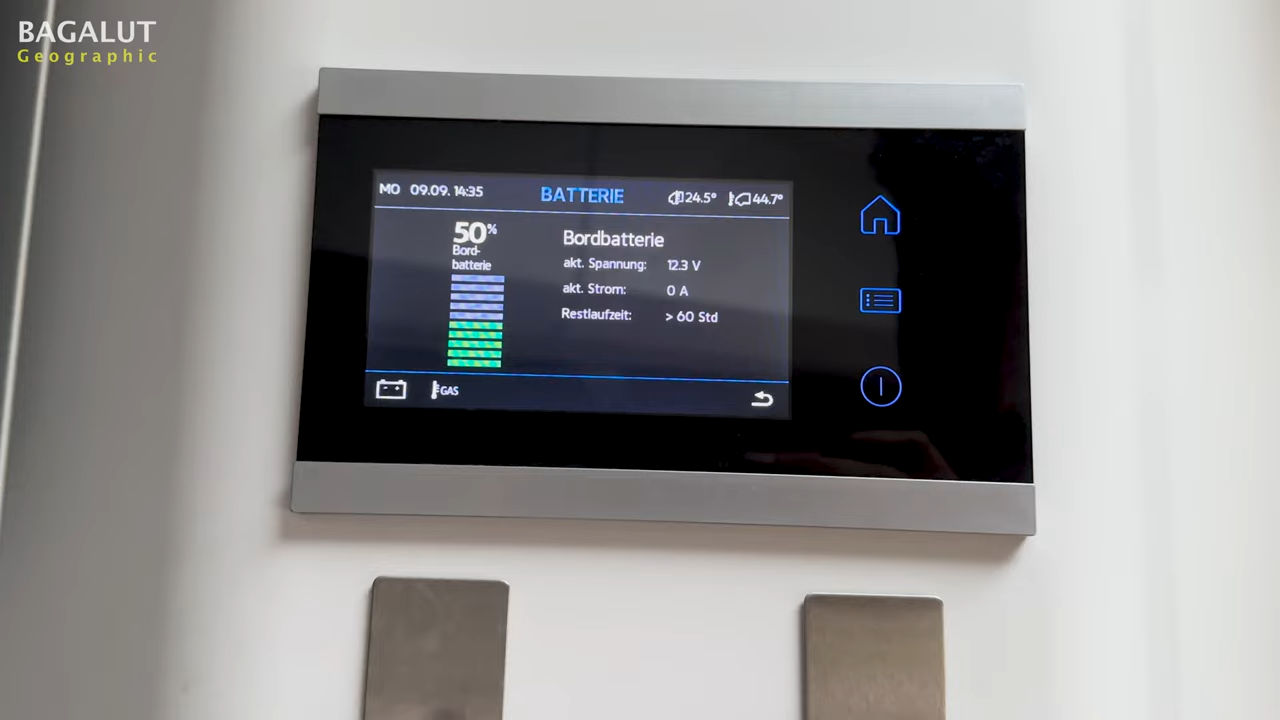 BAGALUT
Geographic
MO 09.09. 14:35 BATTERIE 24.5° 44.7°
50%
Bord-
batterie
Bordbatterie
akt. Spannung: 12.3 V
akt. Strom: 0 A
Restlaufzeit: > 60 Std
GAS